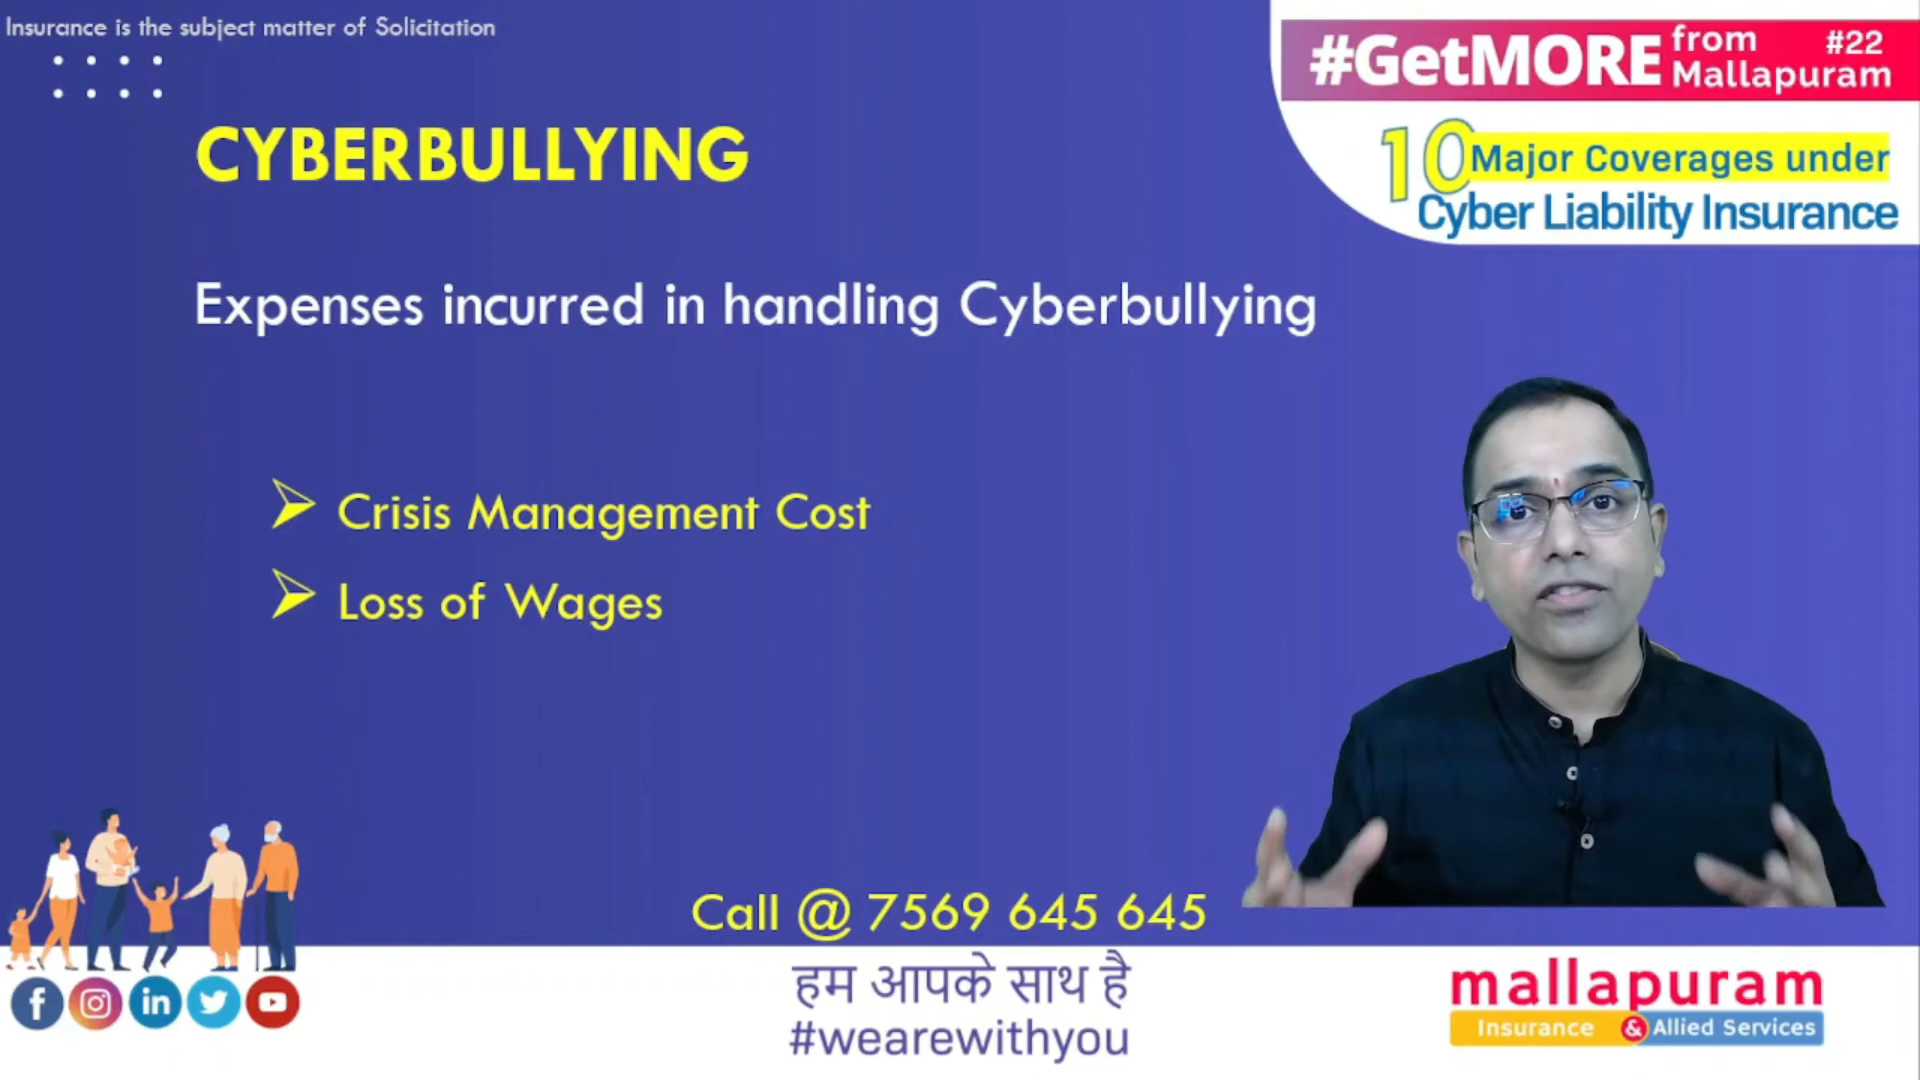 Insurance is the subject matter of Solicitation
#GetMORE from Mallapuram #22
10 Major Coverages under
Cyber Liability Insurance
CYBERBULLYING
Expenses incurred in handling Cyberbullying
Crisis Management Cost
Loss of Wages
Call @ 7569 645 645
हम आपके साथ है
#wearewithyou
f
in
mallapuram
Insurance & Allied Services